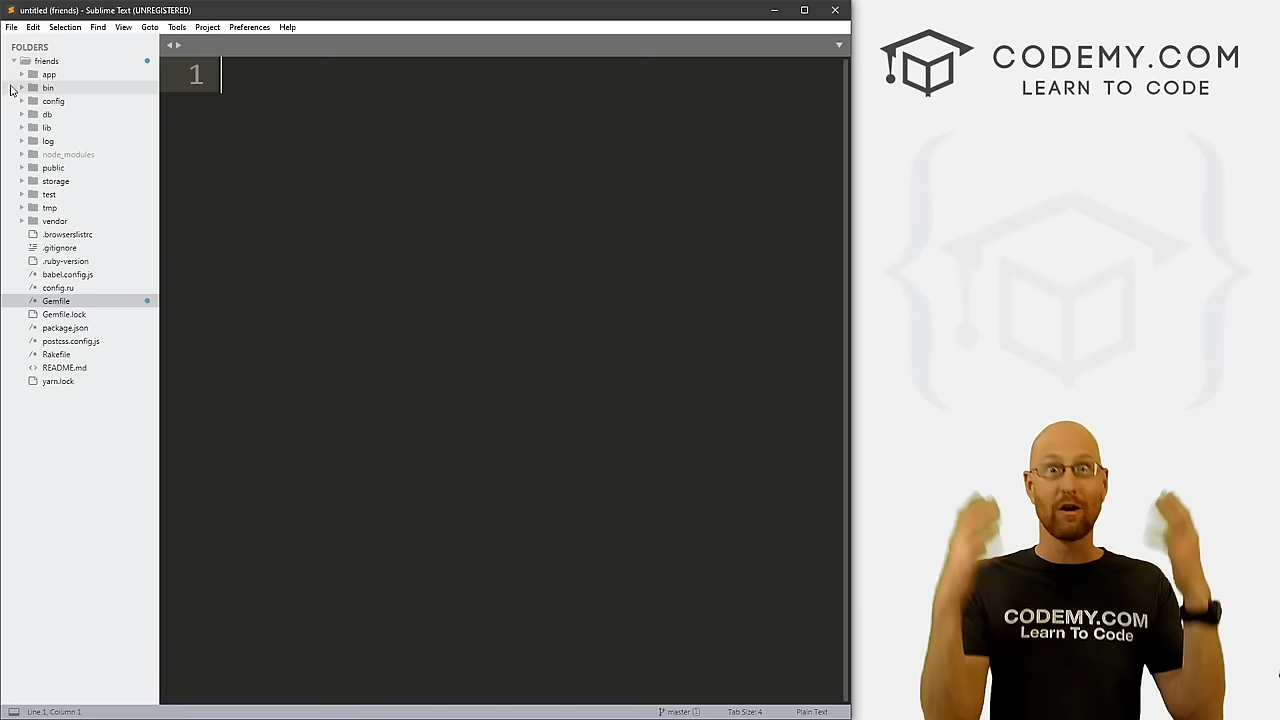 untitled (friends) - Sublime Text (UNREGISTERED)
File Edit Selection Find View Goto Tools Project Preferences Help
FOLDERS
friends
app
bin
config
db
lib
log
node_modules
public
storage
test
tmp
vendor
.browserslistrc
.gitignore
.ruby-version
babel.config.js
config.ru
Gemfile
Gemfile.lock
package.json
postcss.config.js
Rakefile
README.md
yarn.lock
1
Line 1, Column 1
master 1
Tab Size: 4
Plain Text
CODEMY.COM
LEARN TO CODE
CODEMY.COM
Learn To Code